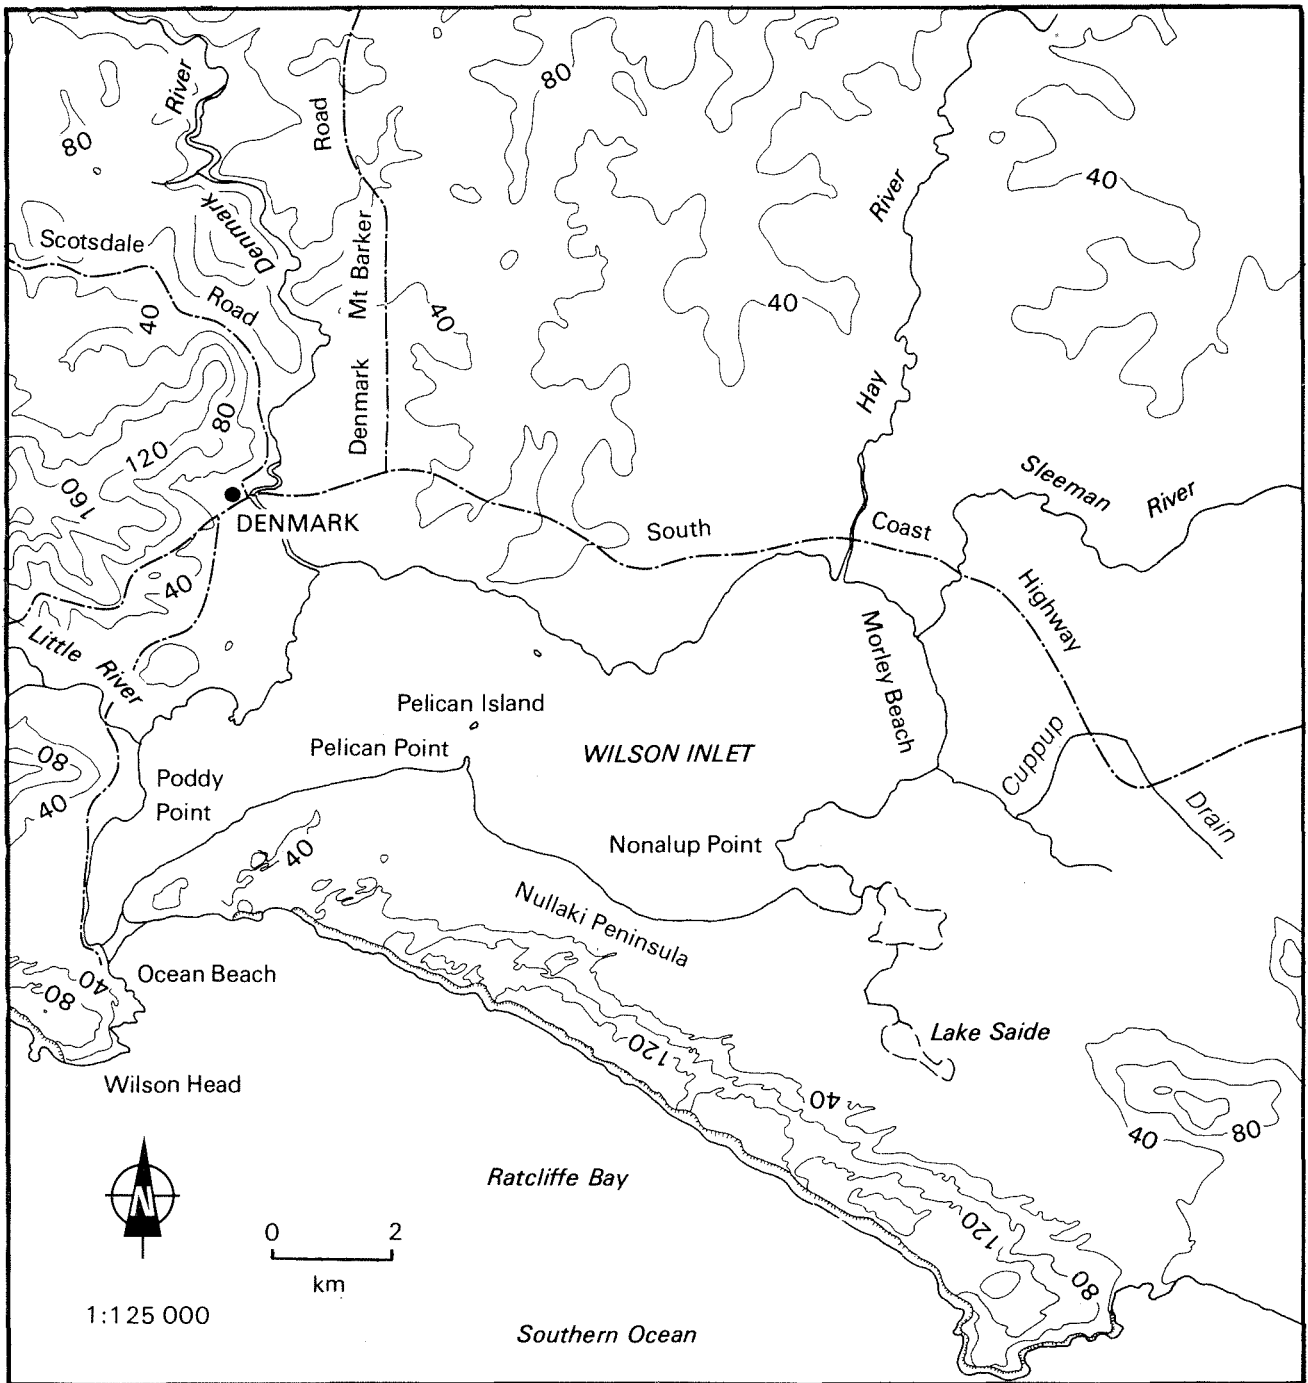 80
River
Road
80
River
40
Denmark
Scotsdale
Mt Barker
40
Road
40
40
Hay
Denmark
80
120
160
Sleeman
River
DENMARK
South
Coast
40
Highway
Little River
Morley Beach
Pelican Island
Pelican Point
WILSON INLET
80
Poddy
Point
40
Cuppup
Drain
Nonalup Point
40
Nullaki Peninsula
Ocean Beach
40
80
Lake Saide
120
Wilson Head
40
40
80
Ratcliffe Bay
N
0 2
km
120
80
1:125 000
Southern Ocean